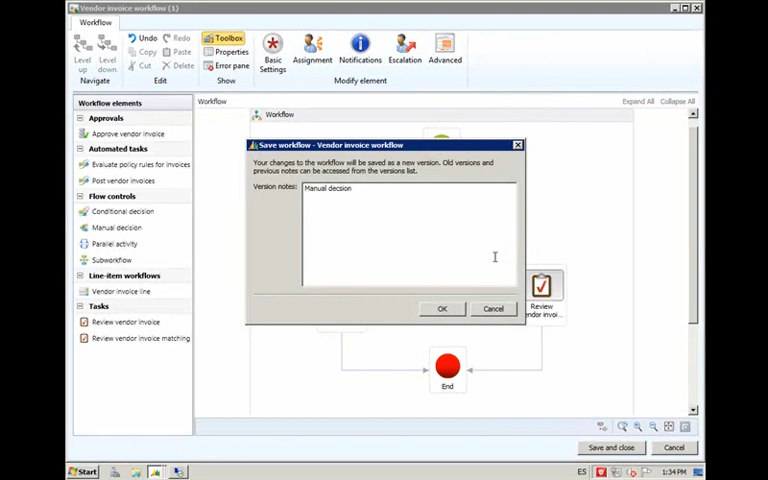 Vendor invoice workflow (1)
Workflow
Level up
Level down
Navigate
Undo
Redo
Copy
Paste
Cut
Delete
Edit
Toolbox
Properties
Error pane
Show
Basic Settings
Assignment
Notifications
Escalation
Advanced
Modify element
Workflow elements
Approvals
Approve vendor invoice
Automated tasks
Evaluate policy rules for invoices
Post vendor invoices
Flow controls
Conditional decision
Manual decision
Parallel activity
Subworkflow
Line-item workflows
Vendor invoice line
Tasks
Review vendor invoice
Review vendor invoice matching
Workflow
Expand All
Collapse All
Workflow
Save workflow - Vendor invoice workflow
Your changes to the workflow will be saved as a new version. Old versions and
previous notes can be accessed from the versions list.
Version notes:
Manual decsion
OK
Cancel
Review
endor invoi...
End
Save and close
Cancel
Start
ES
1:34 PM